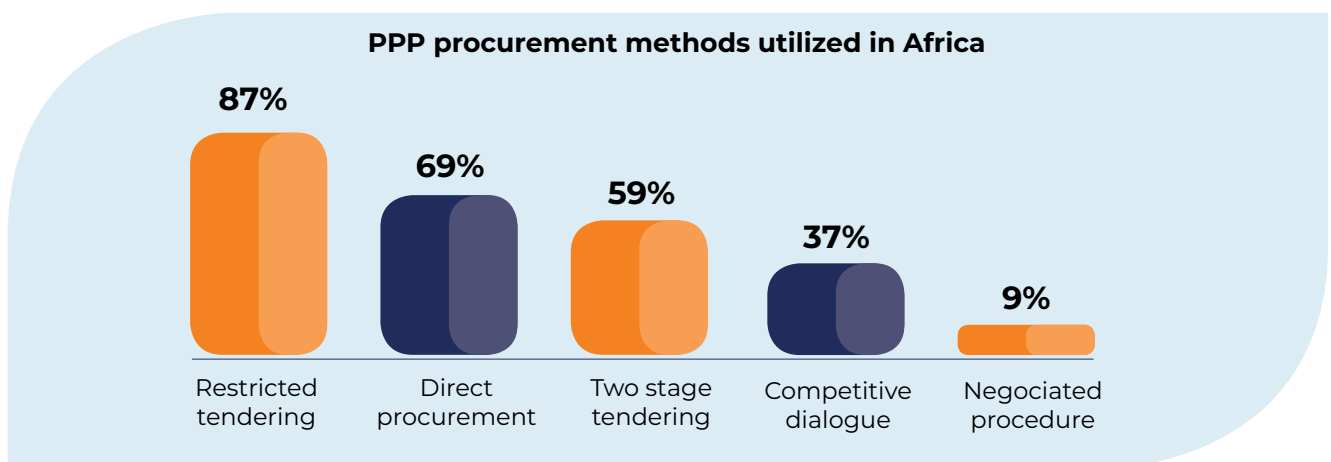 PPP procurement methods utilized in Africa
87%
69%
59%
37%
9%
Restricted
tendering
Direct
procurement
Two stage
tendering
Competitive
dialogue
Negociated
procedure